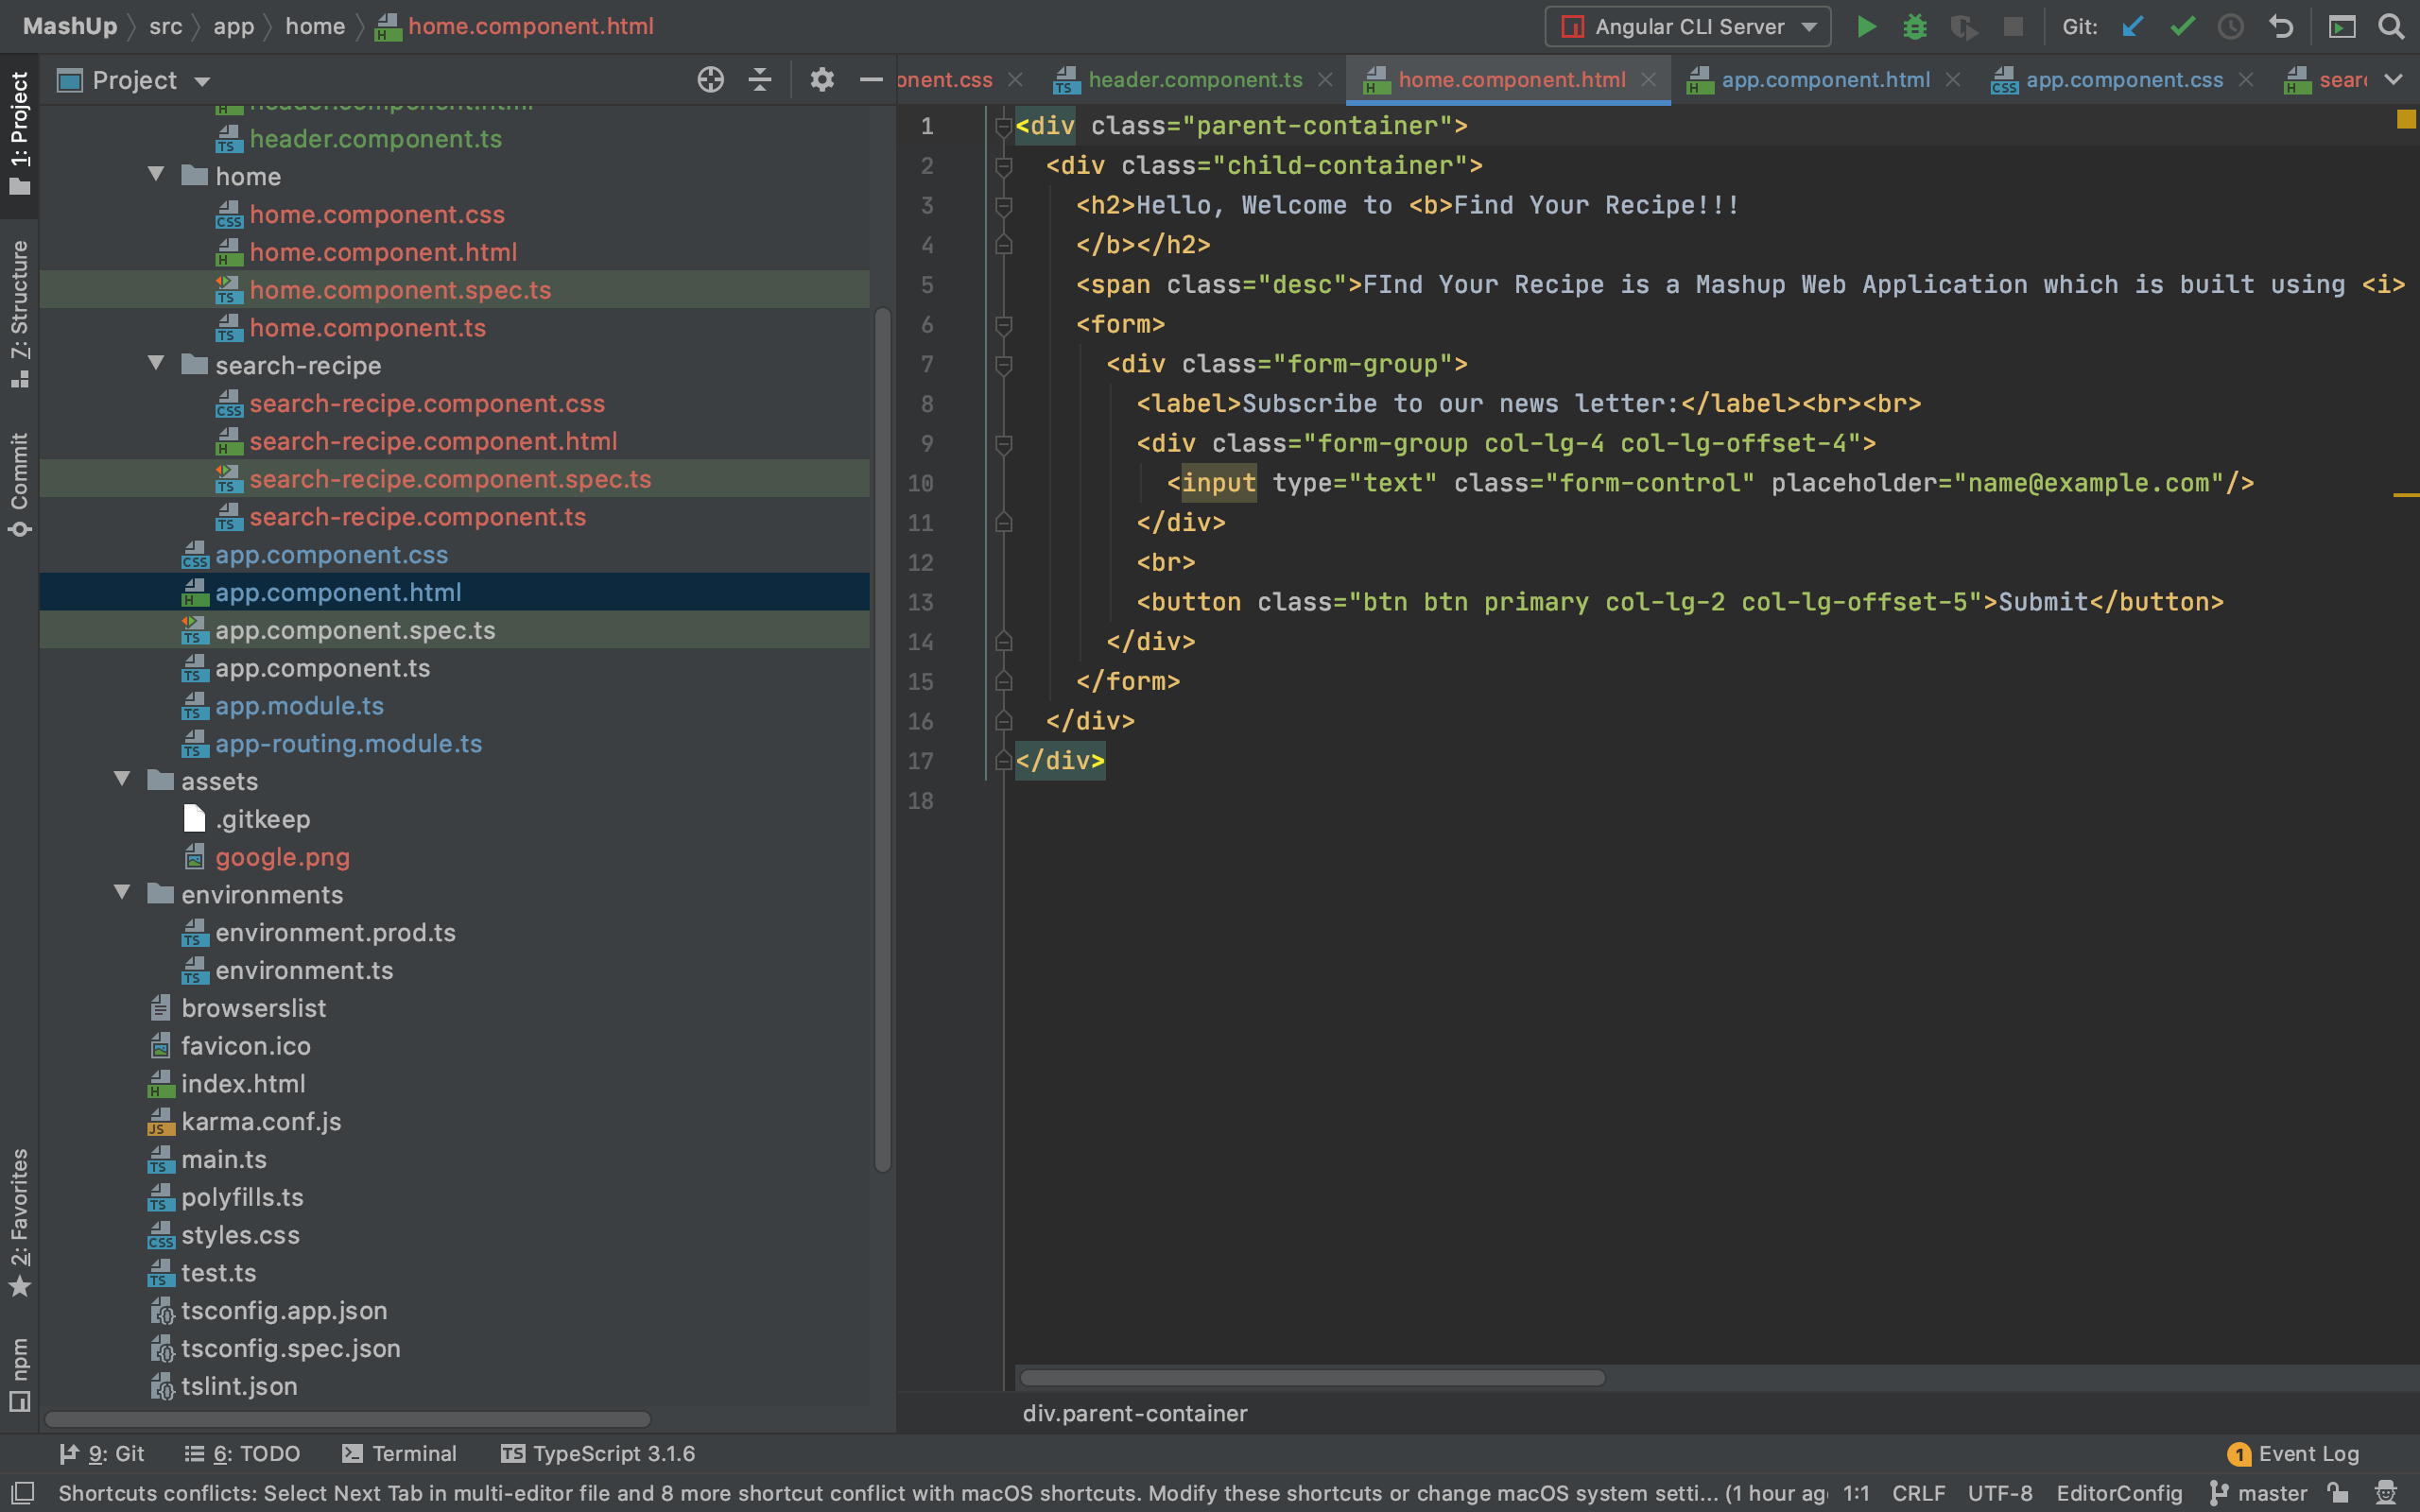 MashUp src app home home.component.html
Angular CLI Server Git:
1: Project
7: Structure
Commit
2: Favorites
npm
Project
header.component.html
header.component.ts
home
home.component.css
home.component.html
home.component.spec.ts
home.component.ts
search-recipe
search-recipe.component.css
search-recipe.component.html
search-recipe.component.spec.ts
search-recipe.component.ts
app.component.css
app.component.html
app.component.spec.ts
app.component.ts
app.module.ts
app-routing.module.ts
assets
.gitkeep
google.png
environments
environment.prod.ts
environment.ts
browserslist
favicon.ico
index.html
karma.conf.js
main.ts
polyfills.ts
styles.css
test.ts
tsconfig.app.json
tsconfig.spec.json
tslint.json
onent.css header.component.ts home.component.html app.component.html app.component.css sear
1 <div class="parent-container">
2 <div class="child-container">
3 <h2>Hello, Welcome to <b>Find Your Recipe!!!
4 </b></h2>
5 <span class="desc">FInd Your Recipe is a Mashup Web Application which is built using <i>
6 <form>
7 <div class="form-group">
8 <label>Subscribe to our news letter:</label><br><br>
9 <div class="form-group col-lg-4 col-lg-offset-4">
10 <input type="text" class="form-control" placeholder="name@example.com"/>
11 </div>
12 <br>
13 <button class="btn btn primary col-lg-2 col-lg-offset-5">Submit</button>
14 </div>
15 </form>
16 </div>
17 </div>
18
div.parent-container
9: Git 6: TODO Terminal TypeScript 3.1.6 1 Event Log
Shortcuts conflicts: Select Next Tab in multi-editor file and 8 more shortcut conflict with macOS shortcuts. Modify these shortcuts or change macOS system setti... (1 hour ag 1:1 CRLF UTF-8 EditorConfig master